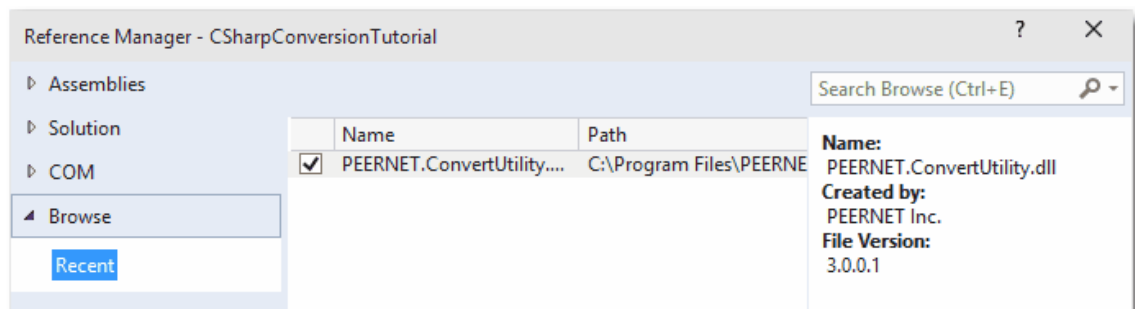 Reference Manager - CSharpConversionTutorial
?
Assemblies
Solution
COM
Browse
Recent
Name Path
PEERNET.ConvertUtility.... C:\Program Files\PEERNE
Search Browse (Ctrl+E)
Name:
PEERNET.ConvertUtility.dll
Created by:
PEERNET Inc.
File Version:
3.0.0.1